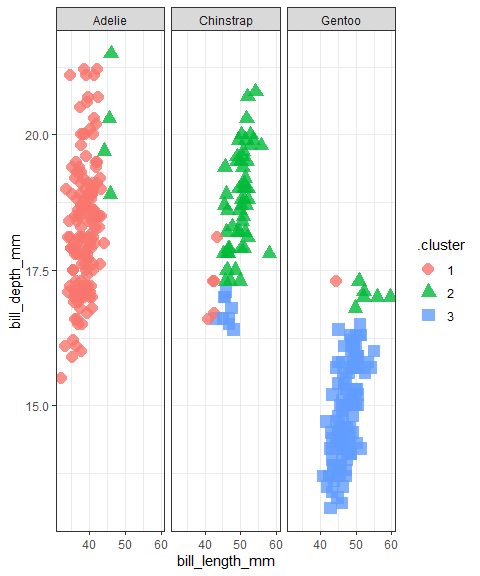 Adelie Chinstrap Gentoo
20.0
17.5
15.0
bill_depth_mm
40 50 60 40 50 60 40 50 60
bill_length_mm
.cluster
1
2
3